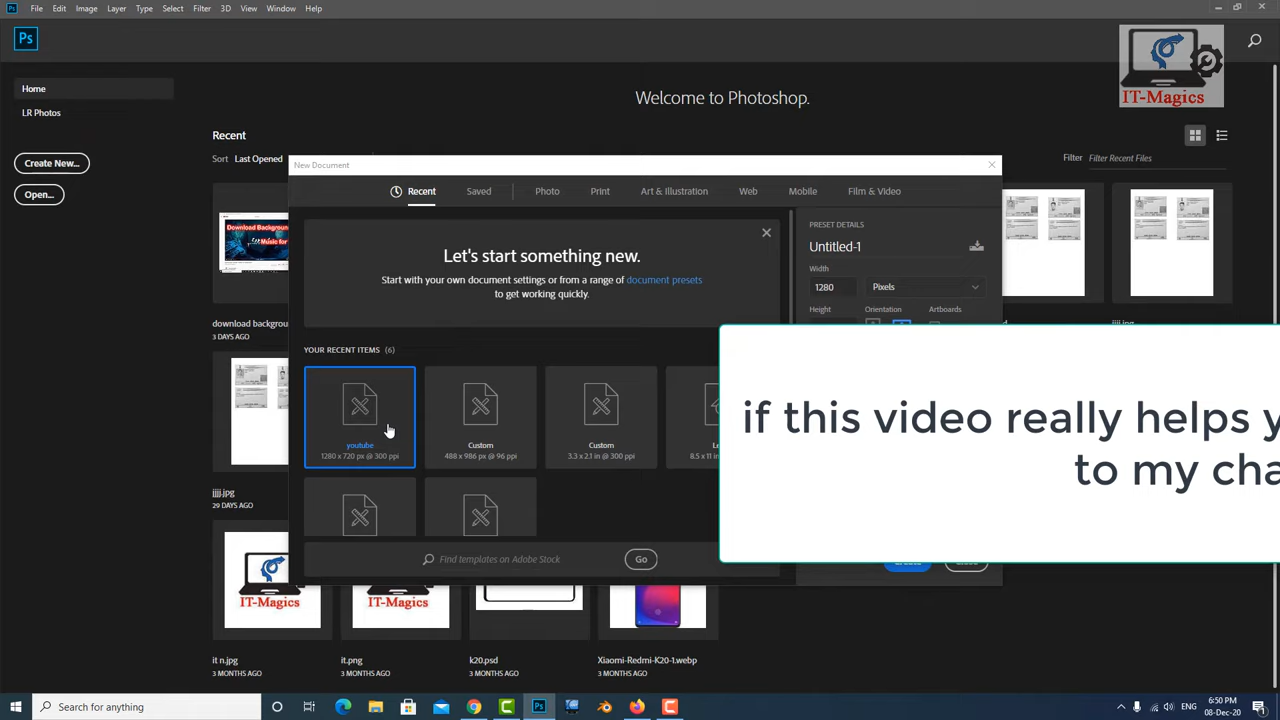 Ps
File Edit Image Layer Type Select Filter 3D View Window Help
Ps
IT-Magics
Home
LR Photos
Create New...
Open...
Welcome to Photoshop.
Recent
Sort Last Opened
Filter Filter Recent Files
New Document
Recent Saved Photo Print Art & Illustration Web Mobile Film & Video
Let's start something new.
Start with your own document settings or from a range of document presets
to get working quickly.
PRESET DETAILS
Untitled-1
Width
1280 Pixels
Height Orientation Artboards
YOUR RECENT ITEMS (6)
youtube
1280 x 720 px @ 300 ppi
Custom
488 x 986 px @ 96 ppi
Custom
3.3 x 2.1 in @ 300 ppi
8.5 x 11 in
Find templates on Adobe Stock
Go
if this video really helps
to my
Download Background
Music for
3 DAYS AGO
jjjj.jpg
29 DAYS AGO
IT-Magics
IT-Magics
it n.jpg
3 MONTHS AGO
it.png
3 MONTHS AGO
k20.psd
3 MONTHS AGO
Xiaomi-Redmi-K20-1.webp
3 MONTHS AGO
Search for anything
Ps
ENG
6:50 PM
08-Dec-20